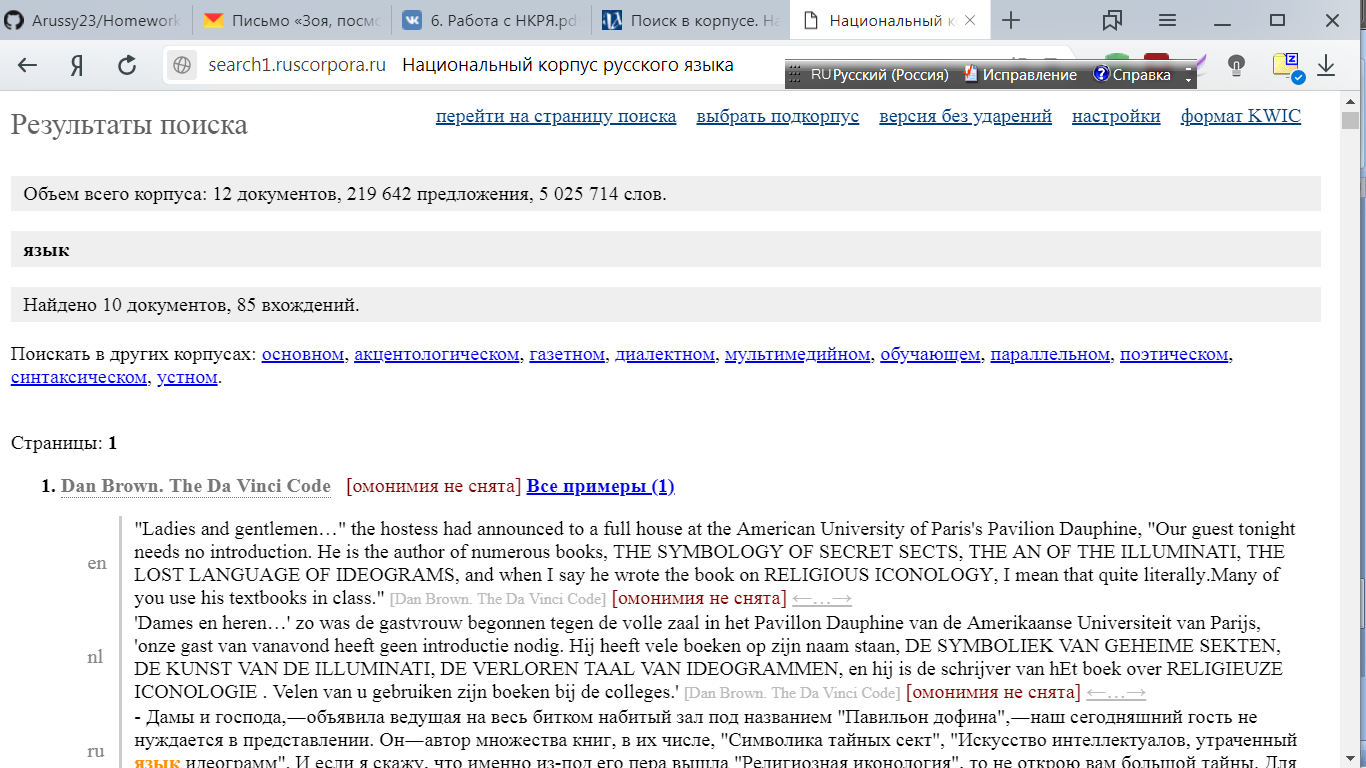 Arussy23/Homework
Письмо «Зоя, посмо
6. Работа с НКРЯ.pdf
Поиск в корпусе. На
Национальный к
Я
search1.ruscorpora.ru Национальный корпус русского языка
RU Русский (Россия) Исправление Справка
Результаты поиска
перейти на страницу поиска выбрать подкорпус версия без ударений настройки формат KWIC
Объем всего корпуса: 12 документов, 219 642 предложения, 5 025 714 слов.
язык
Найдено 10 документов, 85 вхождений.
Поискать в других корпусах: основном, акцентологическом, газетном, диалектном, мультимедийном, обучающем, параллельном, поэтическом,
синтаксическом, устном.
Страницы: 1
1. Dan Brown. The Da Vinci Code [омонимия не снята] Все примеры (1)
"Ladies and gentlemen…" the hostess had announced to a full house at the American University of Paris's Pavilion Dauphine, "Our guest tonight
needs no introduction. He is the author of numerous books, THE SYMBOLOGY OF SECRET SECTS, THE AN OF THE ILLUMINATI, THE
en
LOST LANGUAGE OF IDEOGRAMS, and when I say he wrote the book on RELIGIOUS ICONOLOGY, I mean that quite literally.Many of
you use his textbooks in class." [Dan Brown. The Da Vinci Code] [омонимия не снята] ←…→
'Dames en heren…' zo was de gastvrouw begonnen tegen de volle zaal in het Pavillon Dauphine van de Amerikaanse Universiteit van Parijs,
'onze gast van vanavond heeft geen introductie nodig. Hij heeft vele boeken op zijn naam staan, DE SYMBOLIEK VAN GEHEIME SEKTEN,
nl
DE KUNST VAN DE ILLUMINATI, DE VERLOREN TAAL VAN IDEOGRAMMEN, en hij is de schrijver van hEt boek over RELIGIEUZE
ICONOLOGIE . Velen van u gebruiken zijn boeken bij de colleges.' [Dan Brown. The Da Vinci Code] [омонимия не снята] ←…→
- Дамы и господа,—объявила ведущая на весь битком набитый зал под названием "Павильон дофина",—наш сегодняшний гость не
нуждается в представлении. Он—автор множества книг, в их числе, "Символика тайных сект", "Искусство интеллектуалов, утраченный
ru
язык идеограмм". И если я скажу, что именно из-под его пера вышла "Религиозная иконология", то не открою вам большой тайны. Для